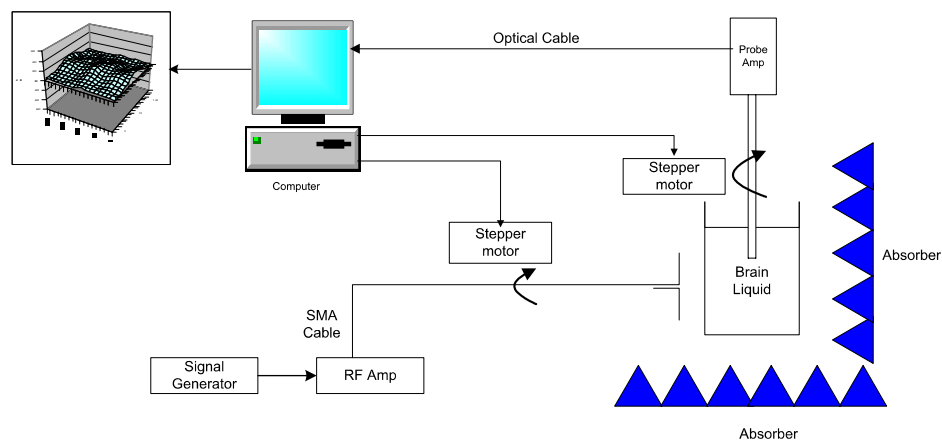 Optical Cable
Probe
Amp
Computer
Stepper
motor
Stepper
motor
Absorber
Brain
Liquid
SMA
Cable
Signal
Generator
RF Amp
Absorber